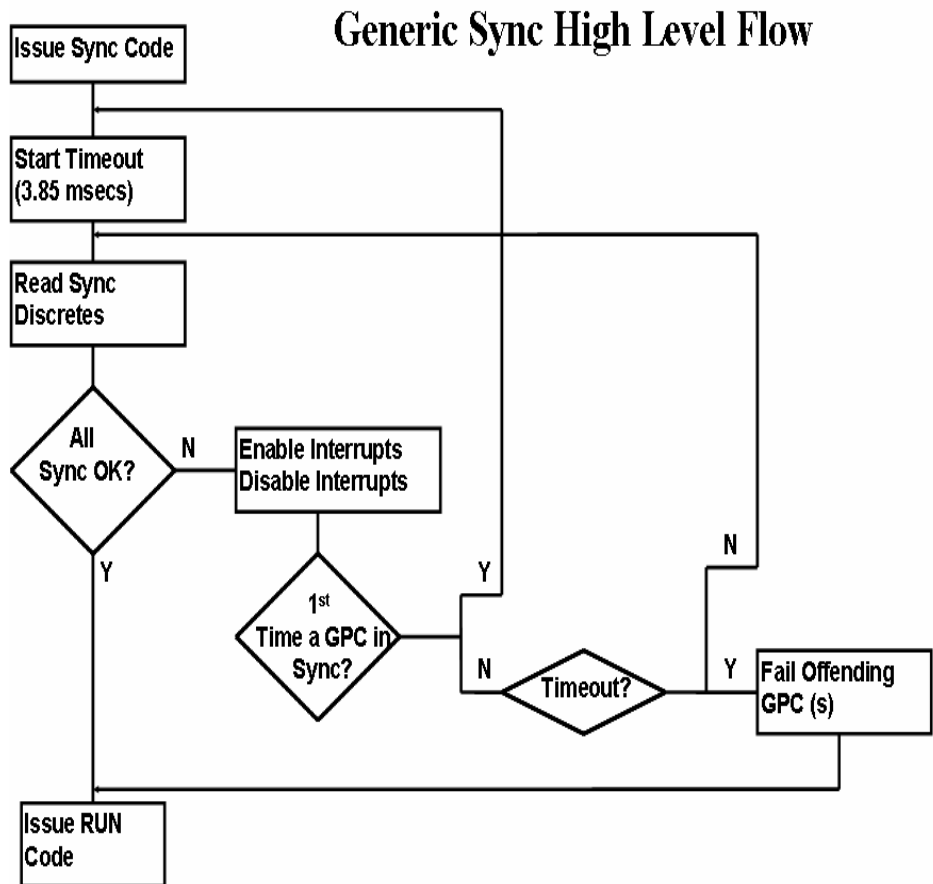 Generic Sync High Level Flow
Issue Sync Code
Start Timeout
(3.85 msecs)
Read Sync
Discretes
All
Sync OK?
N
Enable Interrupts
Disable Interrupts
Y
1st
Time a GPC in
Sync?
Y
N
Timeout?
N
Y
Fail Offending
GPC (s)
Issue RUN
Code